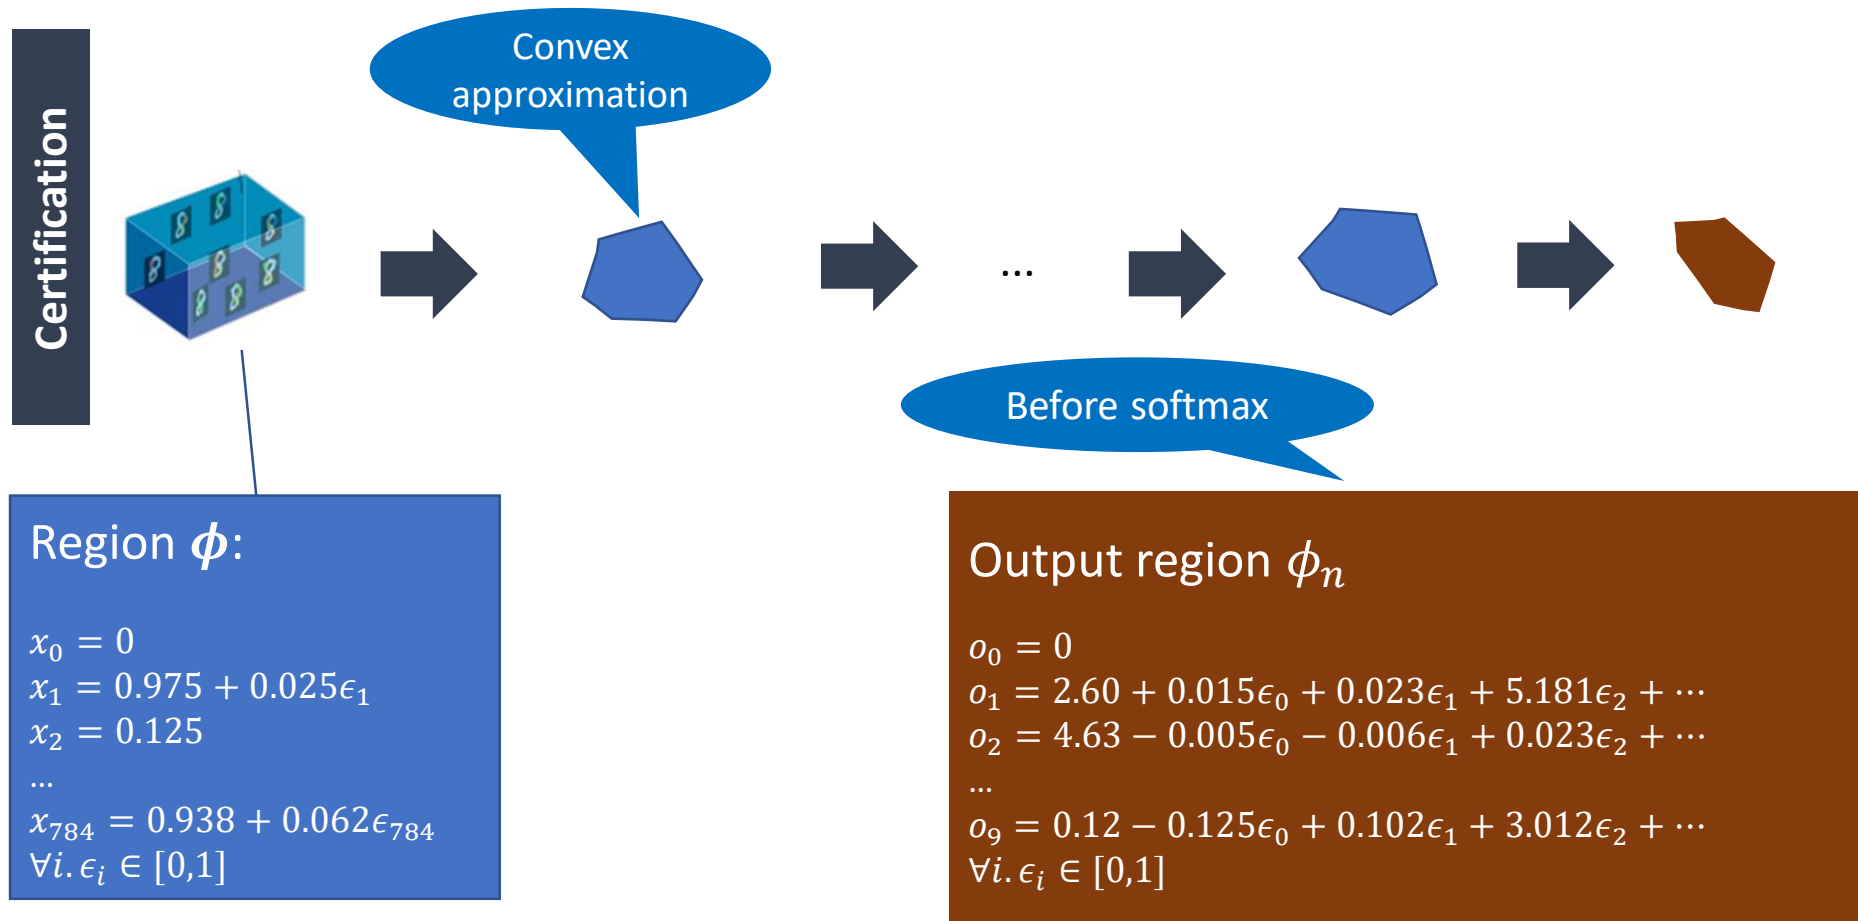 Certification
Convex
approximation
...
Before softmax
Region ϕ:
x₀ = 0
x₁ = 0.975 + 0.025ϵ₁
x₂ = 0.125
...
x₇₈₄ = 0.938 + 0.062ϵ₇₈₄
∀i. ϵᵢ ∈ [0,1]
Output region ϕₙ
o₀ = 0
o₁ = 2.60 + 0.015ϵ₀ + 0.023ϵ₁ + 5.181ϵ₂ + ⋯
o₂ = 4.63 − 0.005ϵ₀ − 0.006ϵ₁ + 0.023ϵ₂ + ⋯
...
o₉ = 0.12 − 0.125ϵ₀ + 0.102ϵ₁ + 3.012ϵ₂ + ⋯
∀i. ϵᵢ ∈ [0,1]